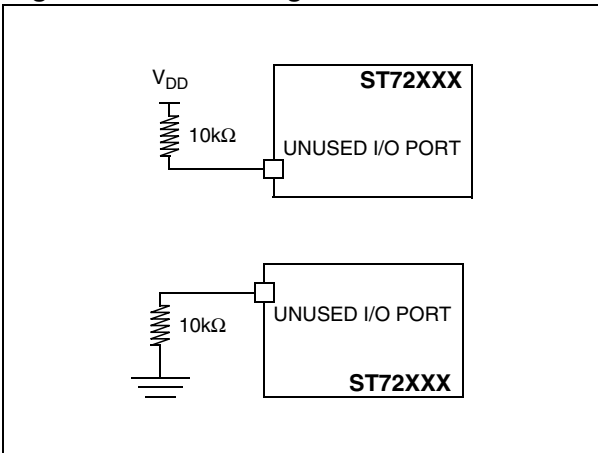 V_DD
ST72XXX
10kΩ
UNUSED I/O PORT
UNUSED I/O PORT
10kΩ
ST72XXX